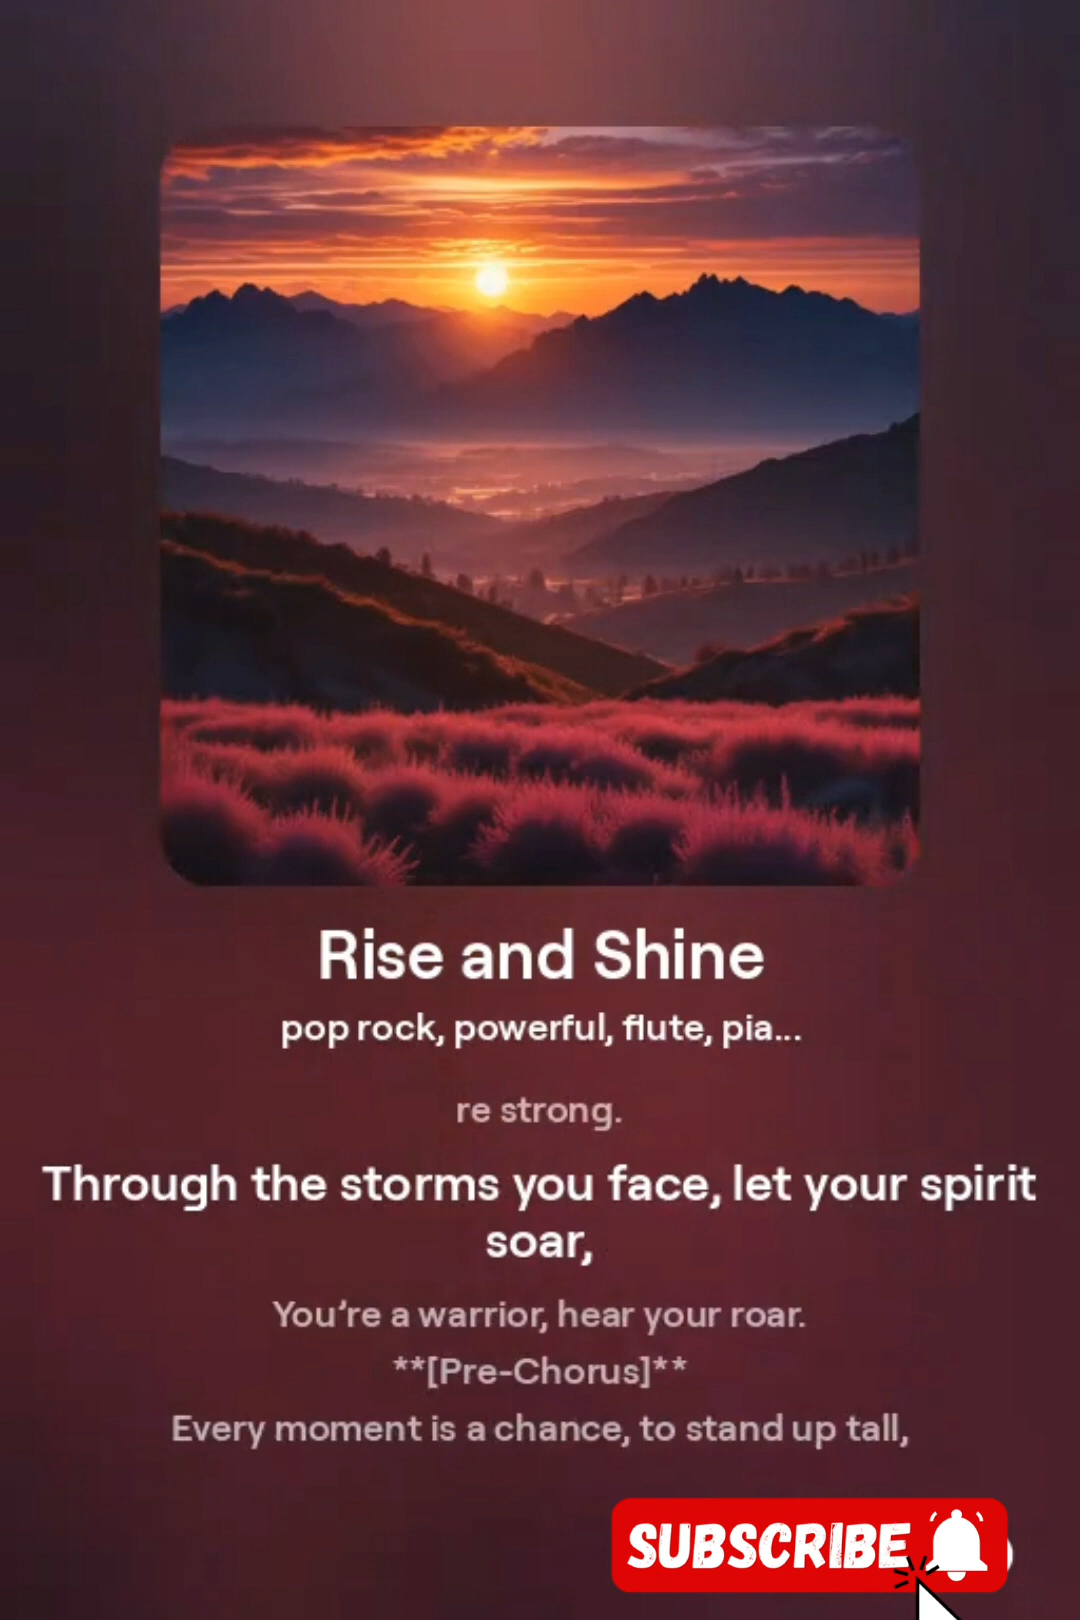 Rise and Shine
pop rock, powerful, flute, pia...
re strong.
Through the storms you face, let your spirit
soar,
You're a warrior, hear your roar.
**[Pre-Chorus]**
Every moment is a chance, to stand up tall,
SUBSCRIBE